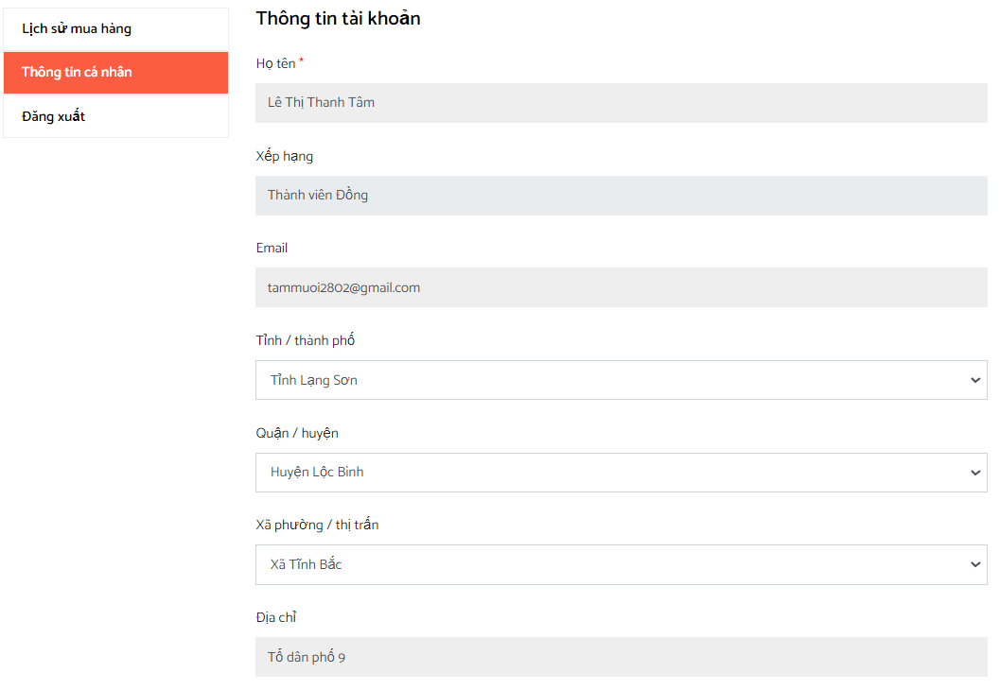 Lịch sử mua hàng
Thông tin cá nhân
Đăng xuất
Thông tin tài khoản
Họ tên *
Lê Thị Thanh Tâm
Xếp hạng
Thành viên Đồng
Email
tammuoi2802@gmail.com
Tỉnh / thành phố
Tỉnh Lạng Sơn
Quận / huyện
Huyện Lộc Bình
Xã phường / thị trấn
Xã Tĩnh Bắc
Địa chỉ
Tổ dân phố 9